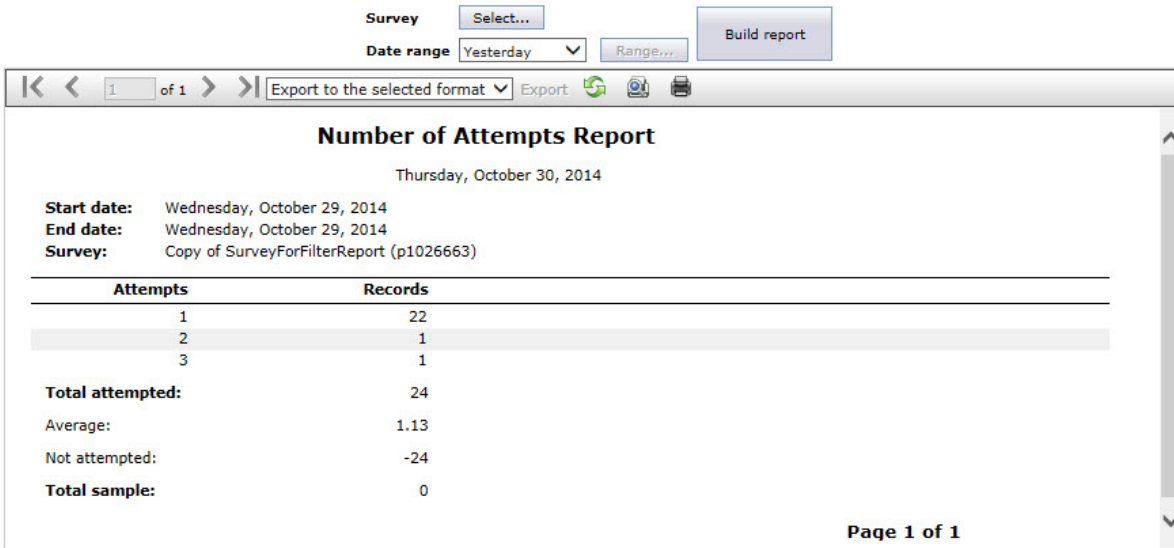 Survey Select...
Date range Yesterday Range... Build report
1 of 1 Export to the selected format Export
Number of Attempts Report
Thursday, October 30, 2014
Start date: Wednesday, October 29, 2014
End date: Wednesday, October 29, 2014
Survey: Copy of SurveyForFilterReport (p1026663)
Attempts Records
1 22
2 1
3 1
Total attempted: 24
Average: 1.13
Not attempted: -24
Total sample: 0
Page 1 of 1